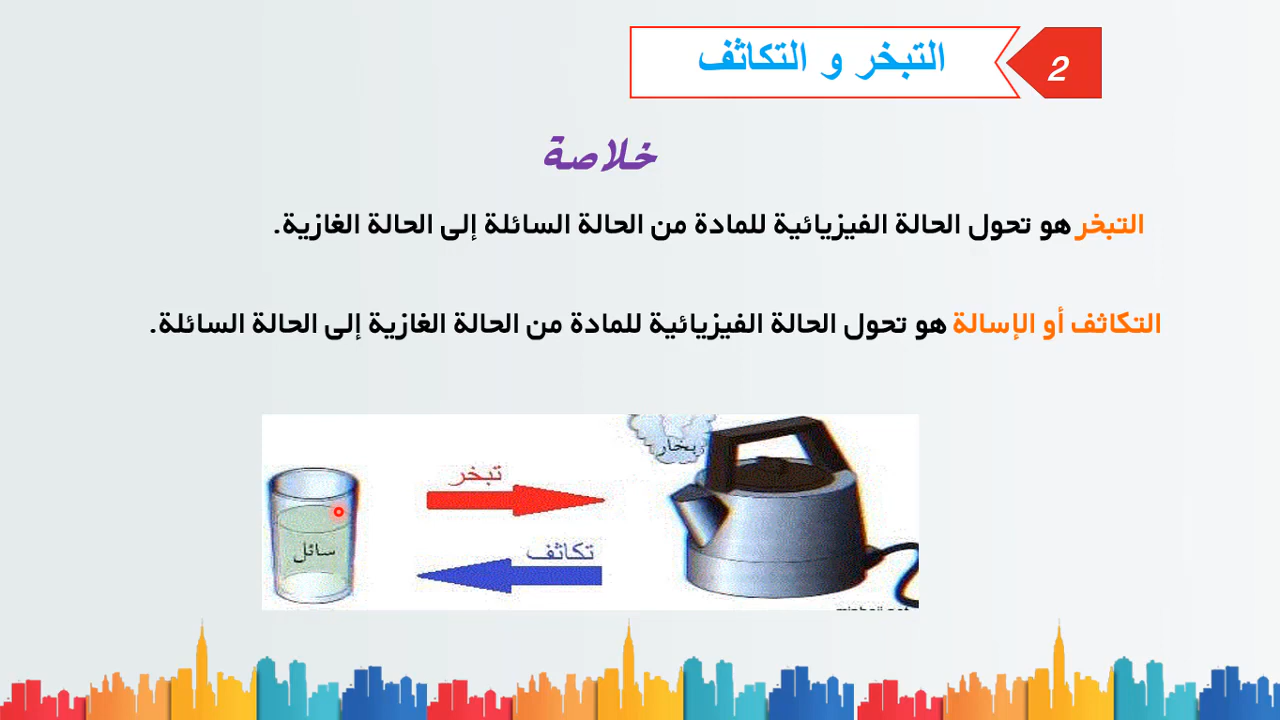 2
التبخر و التكاثف
خلاصة
التبخر هو تحول الحالة الفيزيائية للمادة من الحالة السائلة إلى الحالة الغازية.
التكاثف أو الإسالة هو تحول الحالة الفيزيائية للمادة من الحالة الغازية إلى الحالة السائلة.
بخار
تبخر
سائل
تكاثف